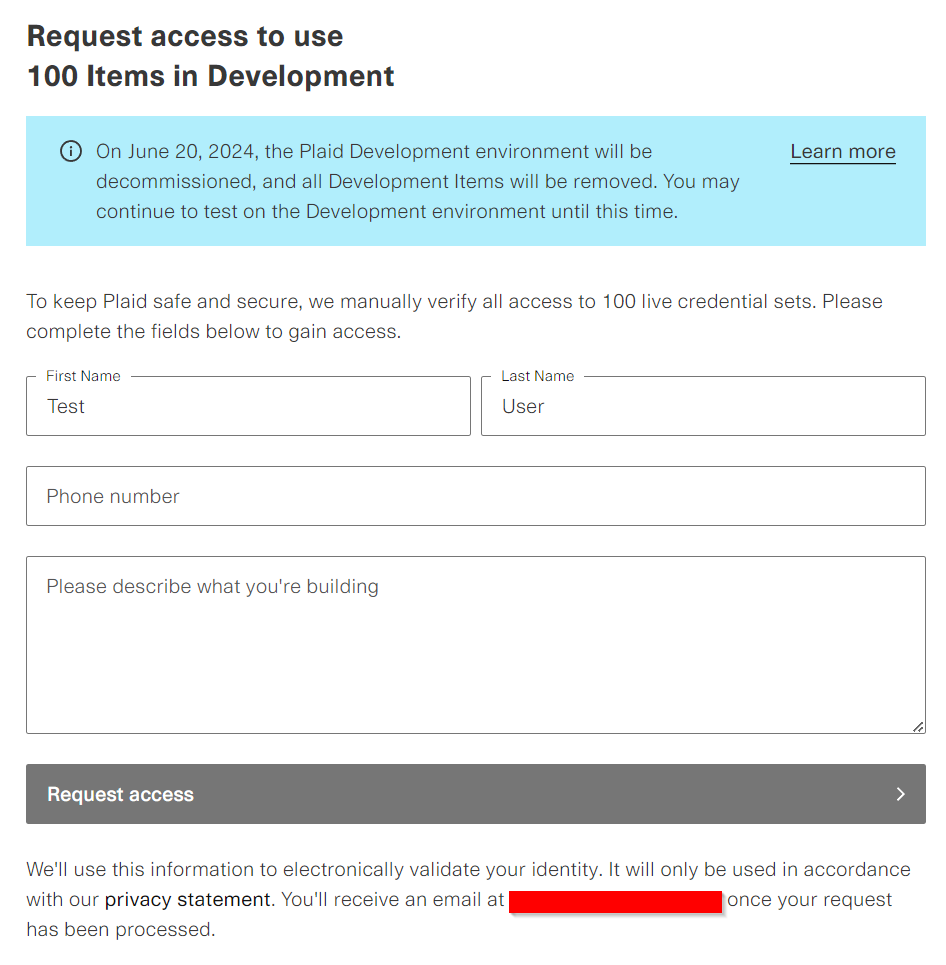 Request access to use
100 Items in Development
On June 20, 2024, the Plaid Development environment will be
Learn more
decommissioned, and all Development Items will be removed. You may
continue to test on the Development environment until this time.
To keep Plaid safe and secure, we manually verify all access to 100 live credential sets. Please
complete the fields below to gain access.
First Name
Test
Last Name
User
Phone number
Please describe what you're building
Request access
We'll use this information to electronically validate your identity. It will only be used in accordance
with our privacy statement. You'll receive an email at once your request
has been processed.